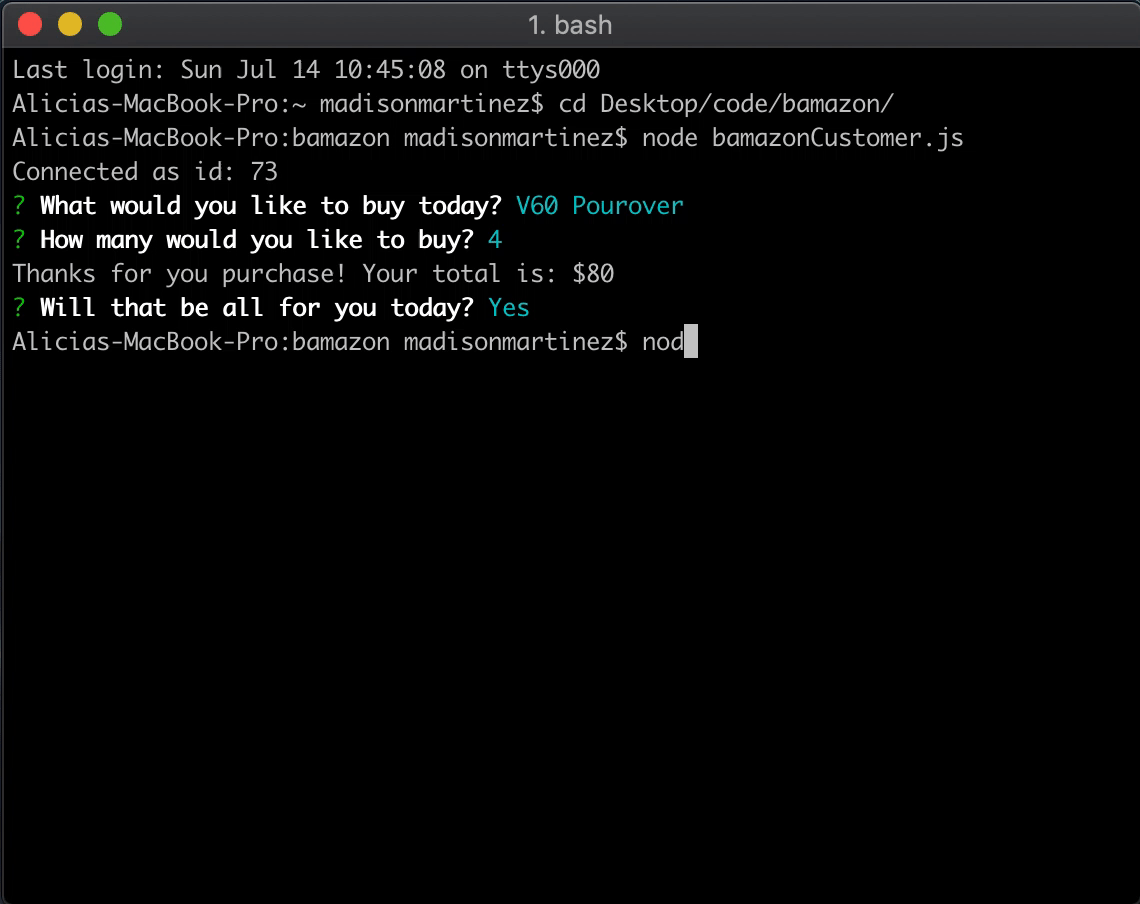 1. bash
Last login: Sun Jul 14 10:45:08 on ttys000
Alicias-MacBook-Pro:~ madisonmartinez$ cd Desktop/code/bamazon/
Alicias-MacBook-Pro:bamazon madisonmartinez$ node bamazonCustomer.js
Connected as id: 73
? What would you like to buy today? V60 Pourover
? How many would you like to buy? 4
Thanks for you purchase! Your total is: $80
? Will that be all for you today? Yes
Alicias-MacBook-Pro:bamazon madisonmartinez$ nod